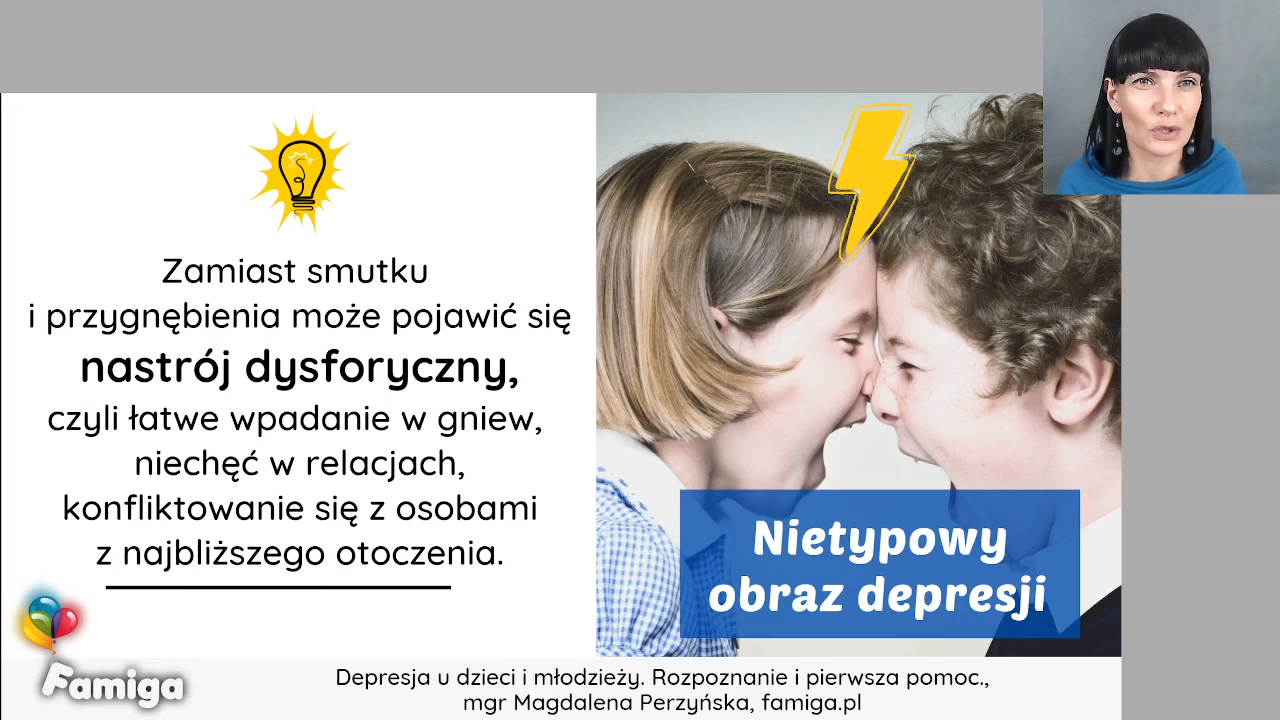 Zamiast smutku
i przygnębienia może pojawić się
nastrój dysforyczny,
czyli łatwe wpadanie w gniew,
niechęć w relacjach,
konfliktowanie się z osobami
z najbliższego otoczenia.
Nietypowy
obraz depresji
Famiga
Depresja u dzieci i młodzieży. Rozpoznanie i pierwsza pomoc.,
mgr Magdalena Perzyńska, famiga.pl